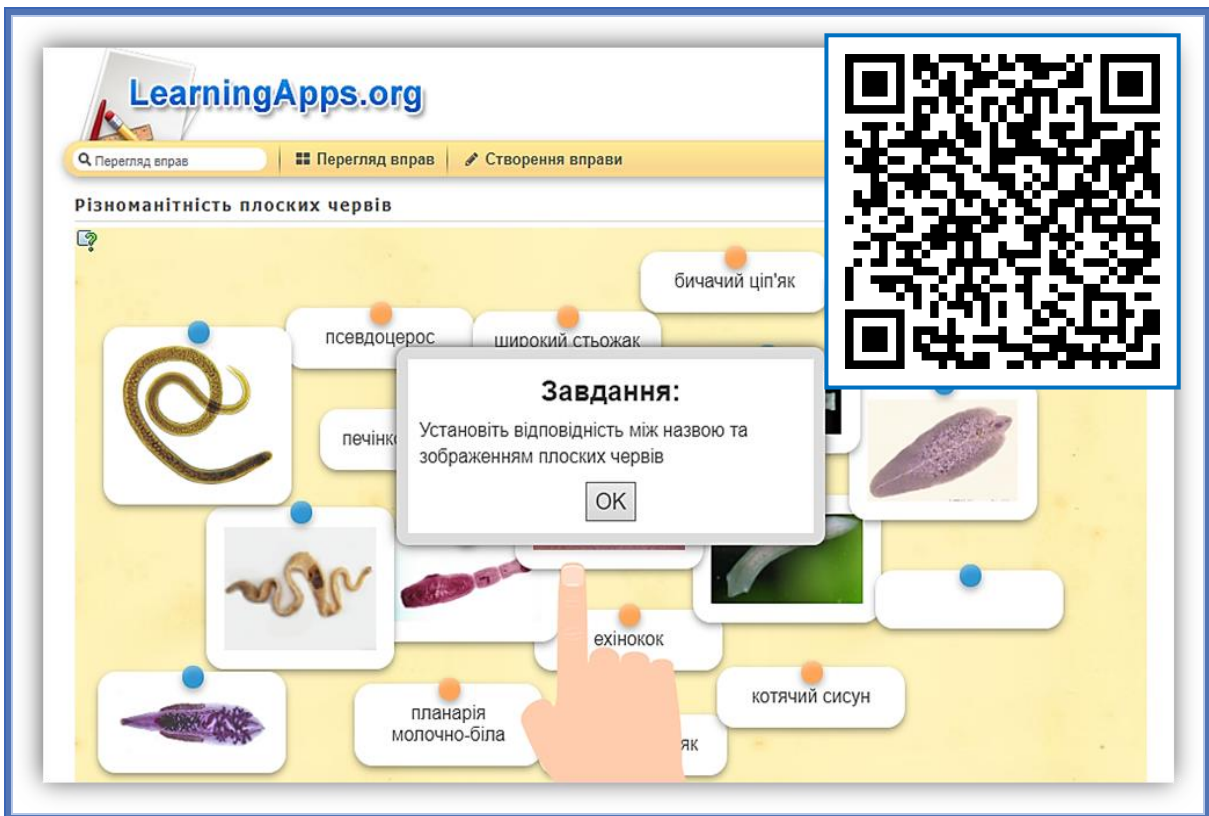 LearningApps.org
Перегляд вправ
Перегляд вправ
Створення вправи
Різноманітність плоских червів
бичачий ціп'як
псевдоцерос
широкий стьожак
Завдання:
Установіть відповідність між назвою та
зображенням плоских червів
OK
ехінокок
котячий сисун
планарія
молочно-біла